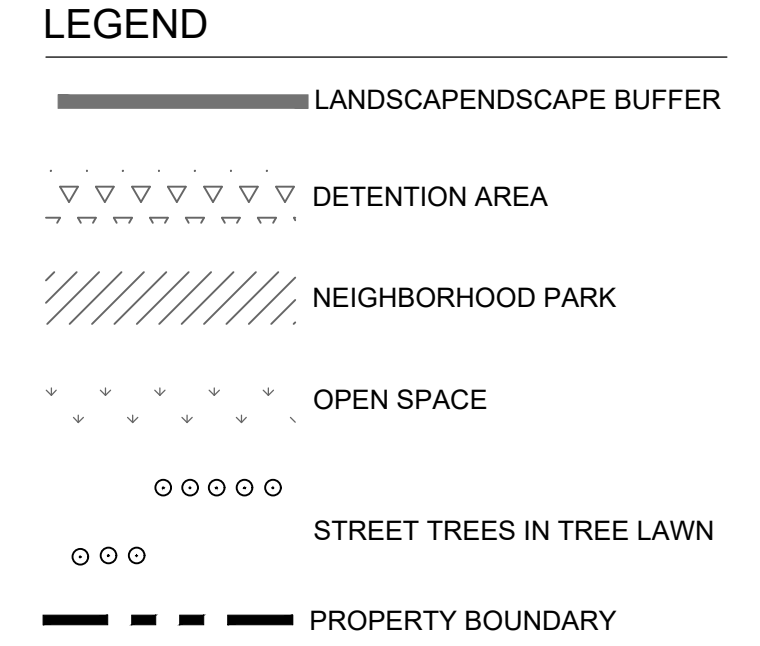 LEGEND
LANDSCAPENDSCAPE BUFFER
DETENTION AREA
NEIGHBORHOOD PARK
OPEN SPACE
STREET TREES IN TREE LAWN
PROPERTY BOUNDARY